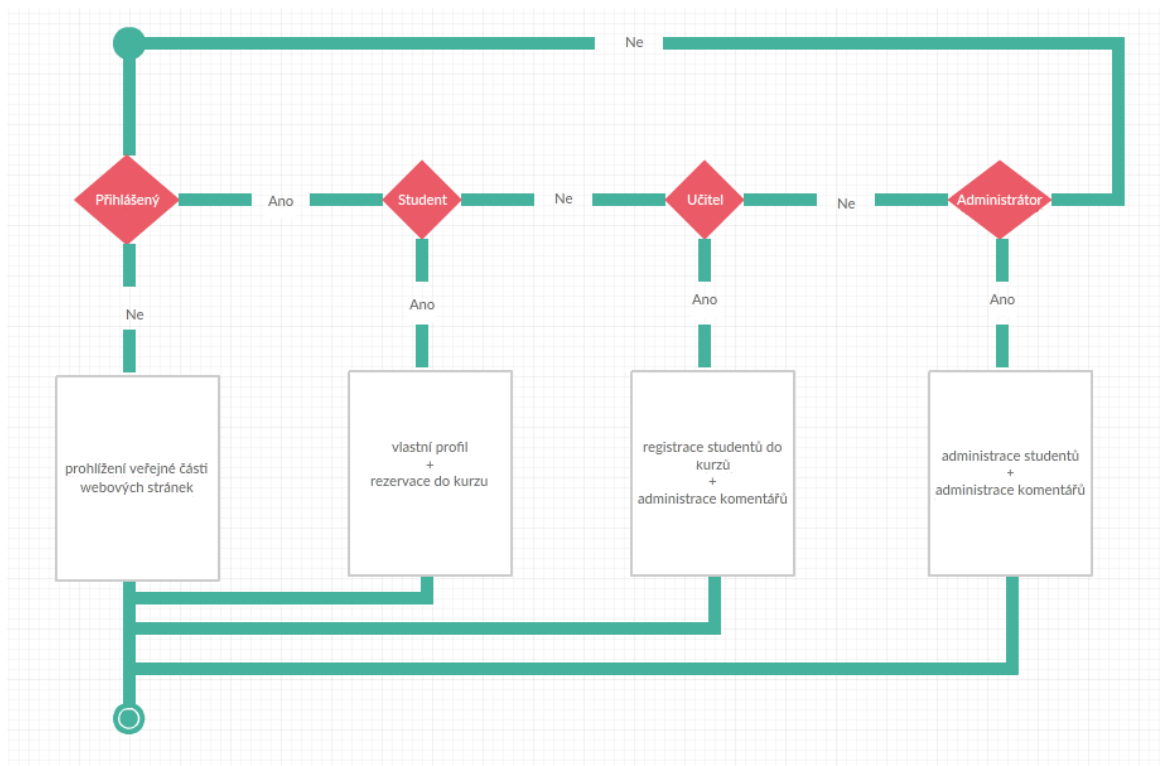 Ne
Přihlášený
Ano
Student
Ne
Učitel
Ne
Administrátor
Ne
Ano
Ano
Ano
prohlížení veřejné části
webových stránek
vlastní profil
+
rezervace do kurzu
registrace studentů do
kurzů
+
administrace komentářů
administrace studentů
+
administrace komentářů